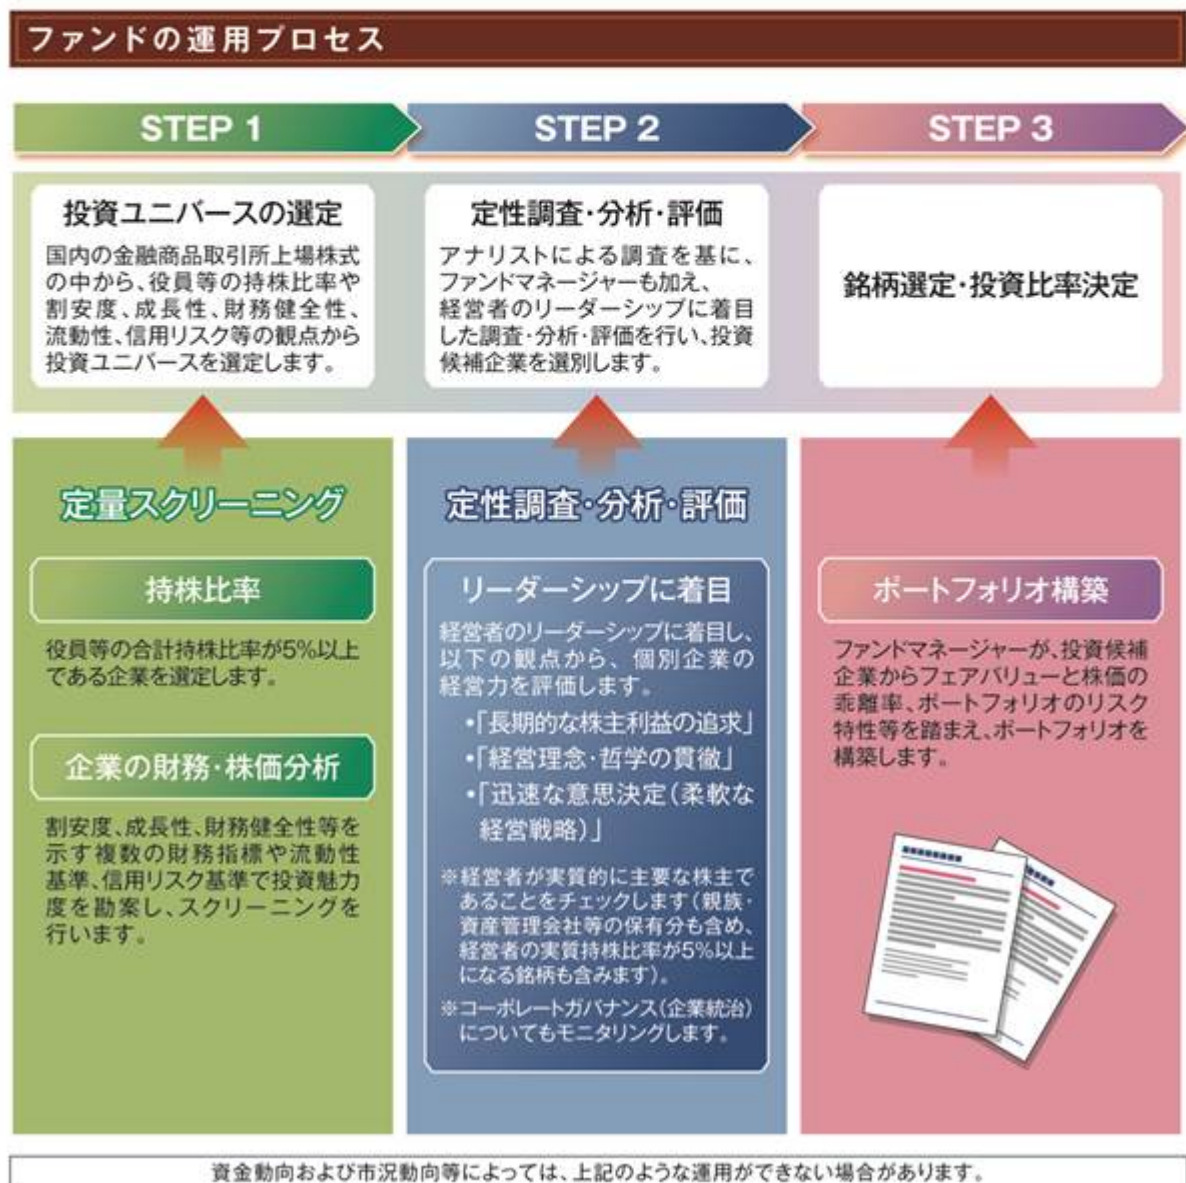 ファンドの運用プロセス
STEP 1
投資ユニバースの選定
国内の金融商品取引所上場株式
の中から、役員等の持株比率や
割安度、成長性、財務健全性、
流動性、信用リスク等の観点から
投資ユニバースを選定します。
定量スクリーニング
持株比率
役員等の合計持株比率が5%以上
である企業を選定します。
企業の財務・株価分析
割安度、成長性、財務健全性等を
示す複数の財務指標や流動性
基準、信用リスク基準で投資魅力
度を勘案し、スクリーニングを
行います。
STEP 2
定性調査・分析・評価
アナリストによる調査を基に、
ファンドマネージャーも加え、
経営者のリーダーシップに着目
した調査・分析・評価を行い、投資
候補企業を選別します。
定性調査・分析・評価
リーダーシップに着目
経営者のリーダーシップに着目し、
以下の観点から、個別企業の
経営力を評価します。
•「長期的な株主利益の追求」
•「経営理念・哲学の貫徹」
•「迅速な意思決定(柔軟な
経営戦略)」
※経営者が実質的に主要な株主で
あることをチェックします(親族・
資産管理会社等の保有分も含め、
経営者の実質持株比率が5%以上
になる銘柄も含みます)。
※コーポレートガバナンス(企業統治)
についてもモニタリングします。
STEP 3
銘柄選定・投資比率決定
ポートフォリオ構築
ファンドマネージャーが、投資候補
企業からフェアバリューと株価の
乖離率、ポートフォリオのリスク
特性等を踏まえ、ポートフォリオを
構築します。
資金動向および市況動向等によっては、上記のような運用ができない場合があります。